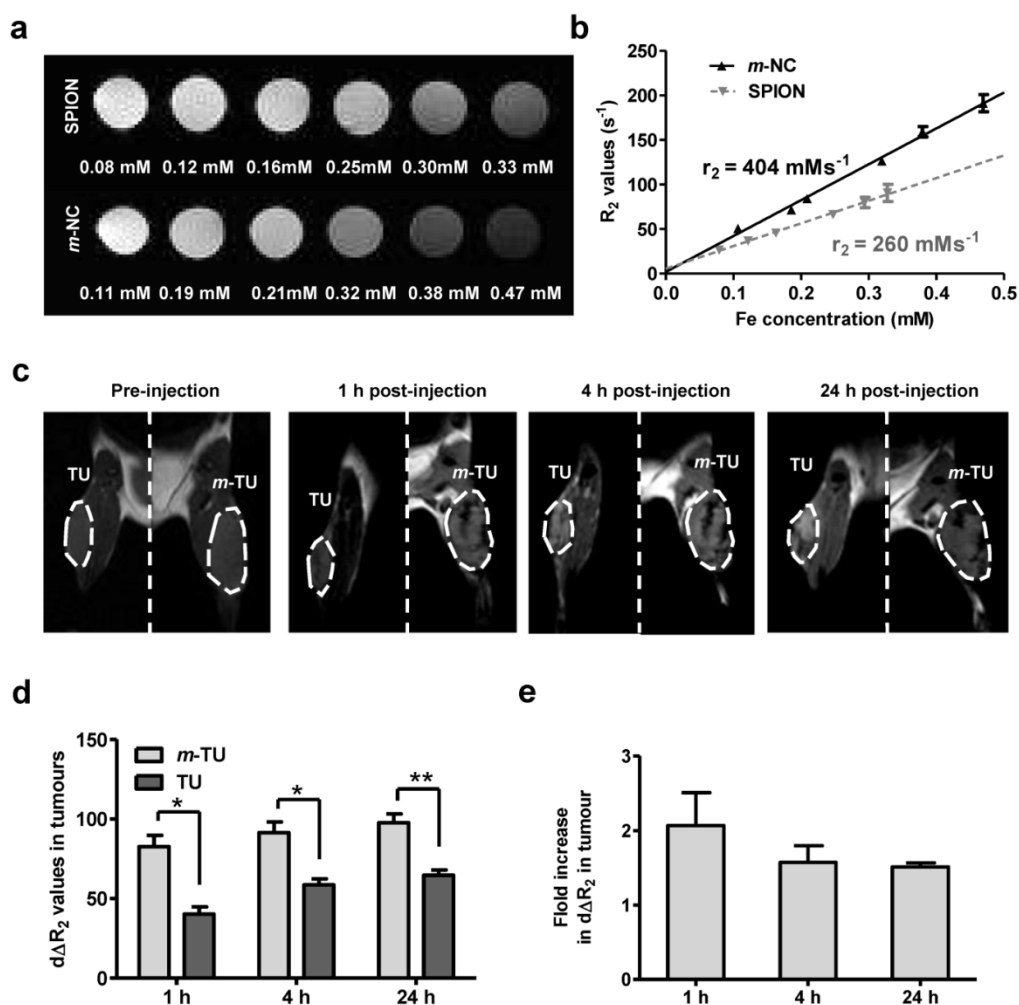 a
SPION
0.08 mM 0.12 mM 0.16mM 0.25mM 0.30mM 0.33 mM
m-NC
0.11 mM 0.19 mM 0.21mM 0.32 mM 0.38 mM 0.47 mM
b
R₂ values (s⁻¹)
250
200
150
100
50
0
m-NC
SPION
r₂ = 404 mMs⁻¹
r₂ = 260 mMs⁻¹
0.0 0.1 0.2 0.3 0.4 0.5
Fe concentration (mM)
c
Pre-injection 1 h post-injection 4 h post-injection 24 h post-injection
TU m-TU TU m-TU TU m-TU TU m-TU
d
dΔR₂ values in tumours
150
100
50
0
m-TU
TU
* * **
1 h 4 h 24 h
e
Flold increase
in dΔR₂ in tumour
3
2
1
0
1 h 4 h 24 h